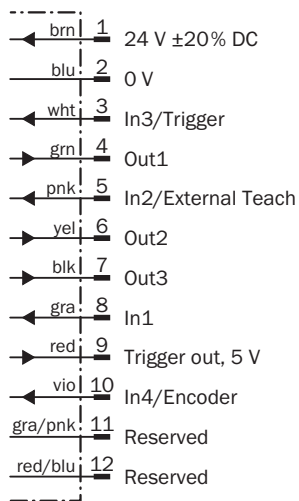 brn 1 24 V ±20% DC
blu 2 0 V
wht 3 In3/Trigger
grn 4 Out1
pnk 5 In2/External Teach
yel 6 Out2
blk 7 Out3
gra 8 In1
red 9 Trigger out, 5 V
vio 10 In4/Encoder
gra/pnk 11 Reserved
red/blu 12 Reserved